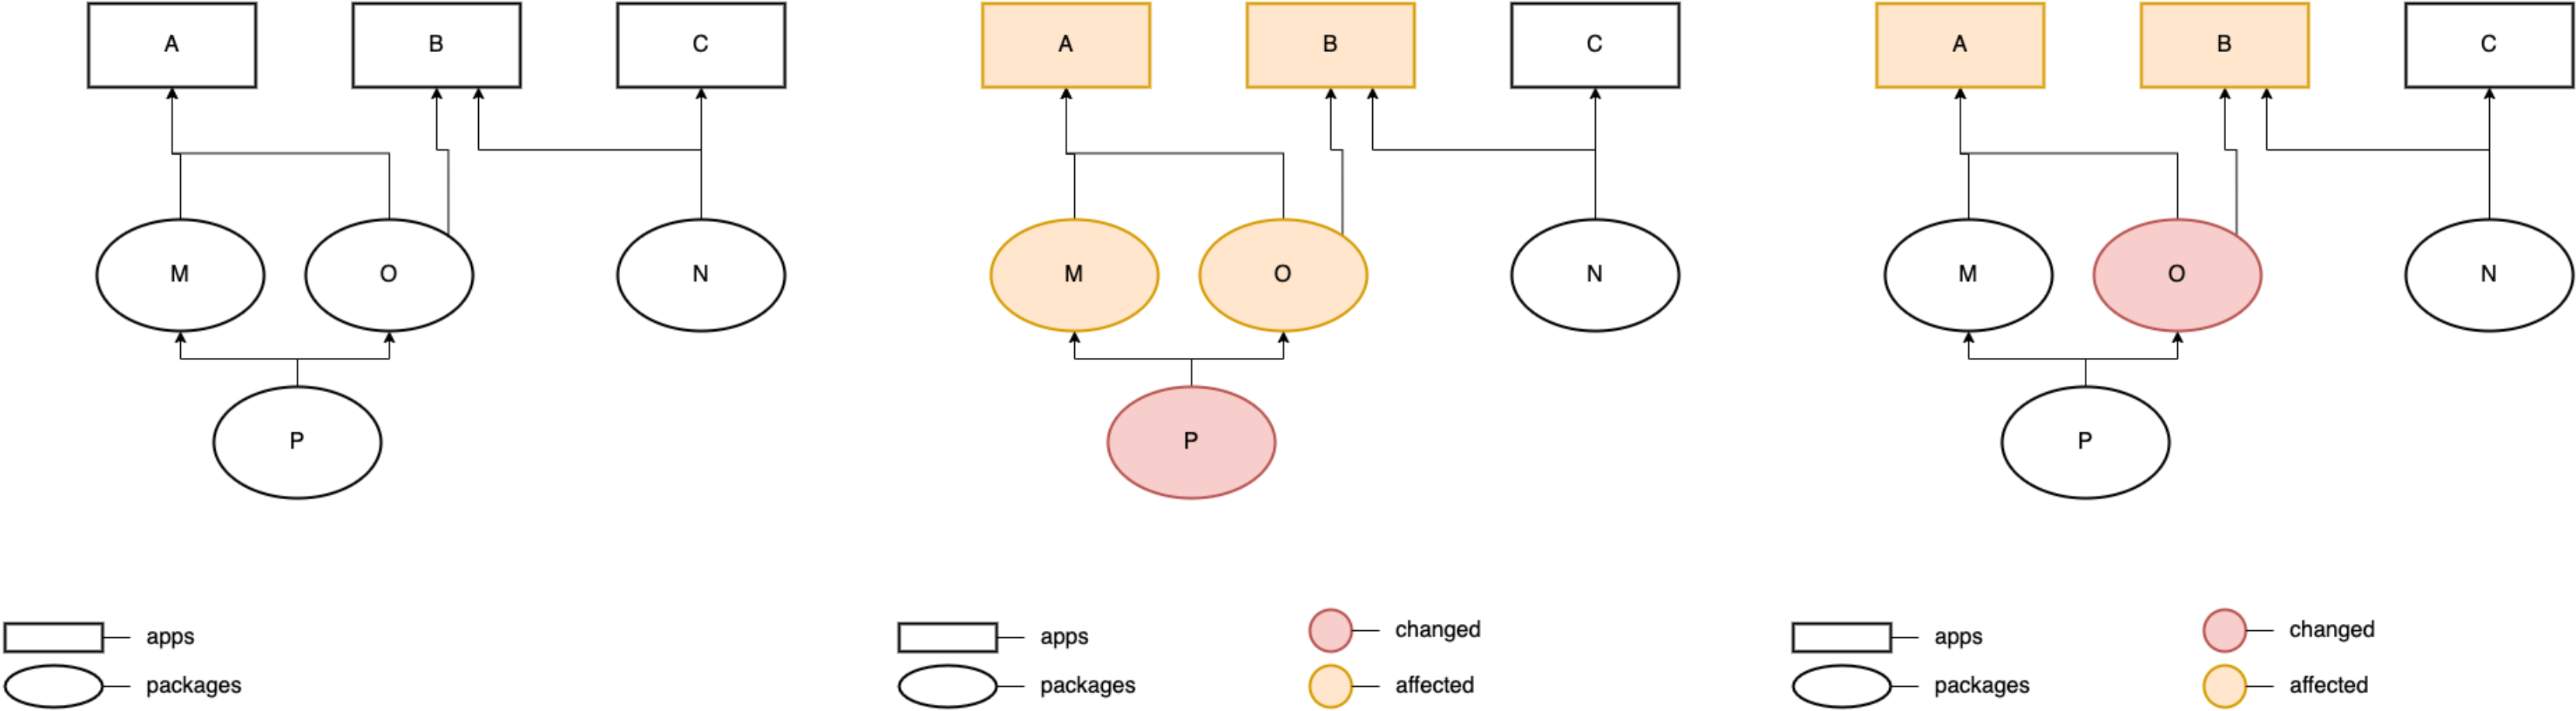 A
B
C
M
O
N
P
apps
packages
A
B
C
M
O
N
P
apps
packages
changed
affected
A
B
C
M
O
N
P
apps
packages
changed
affected